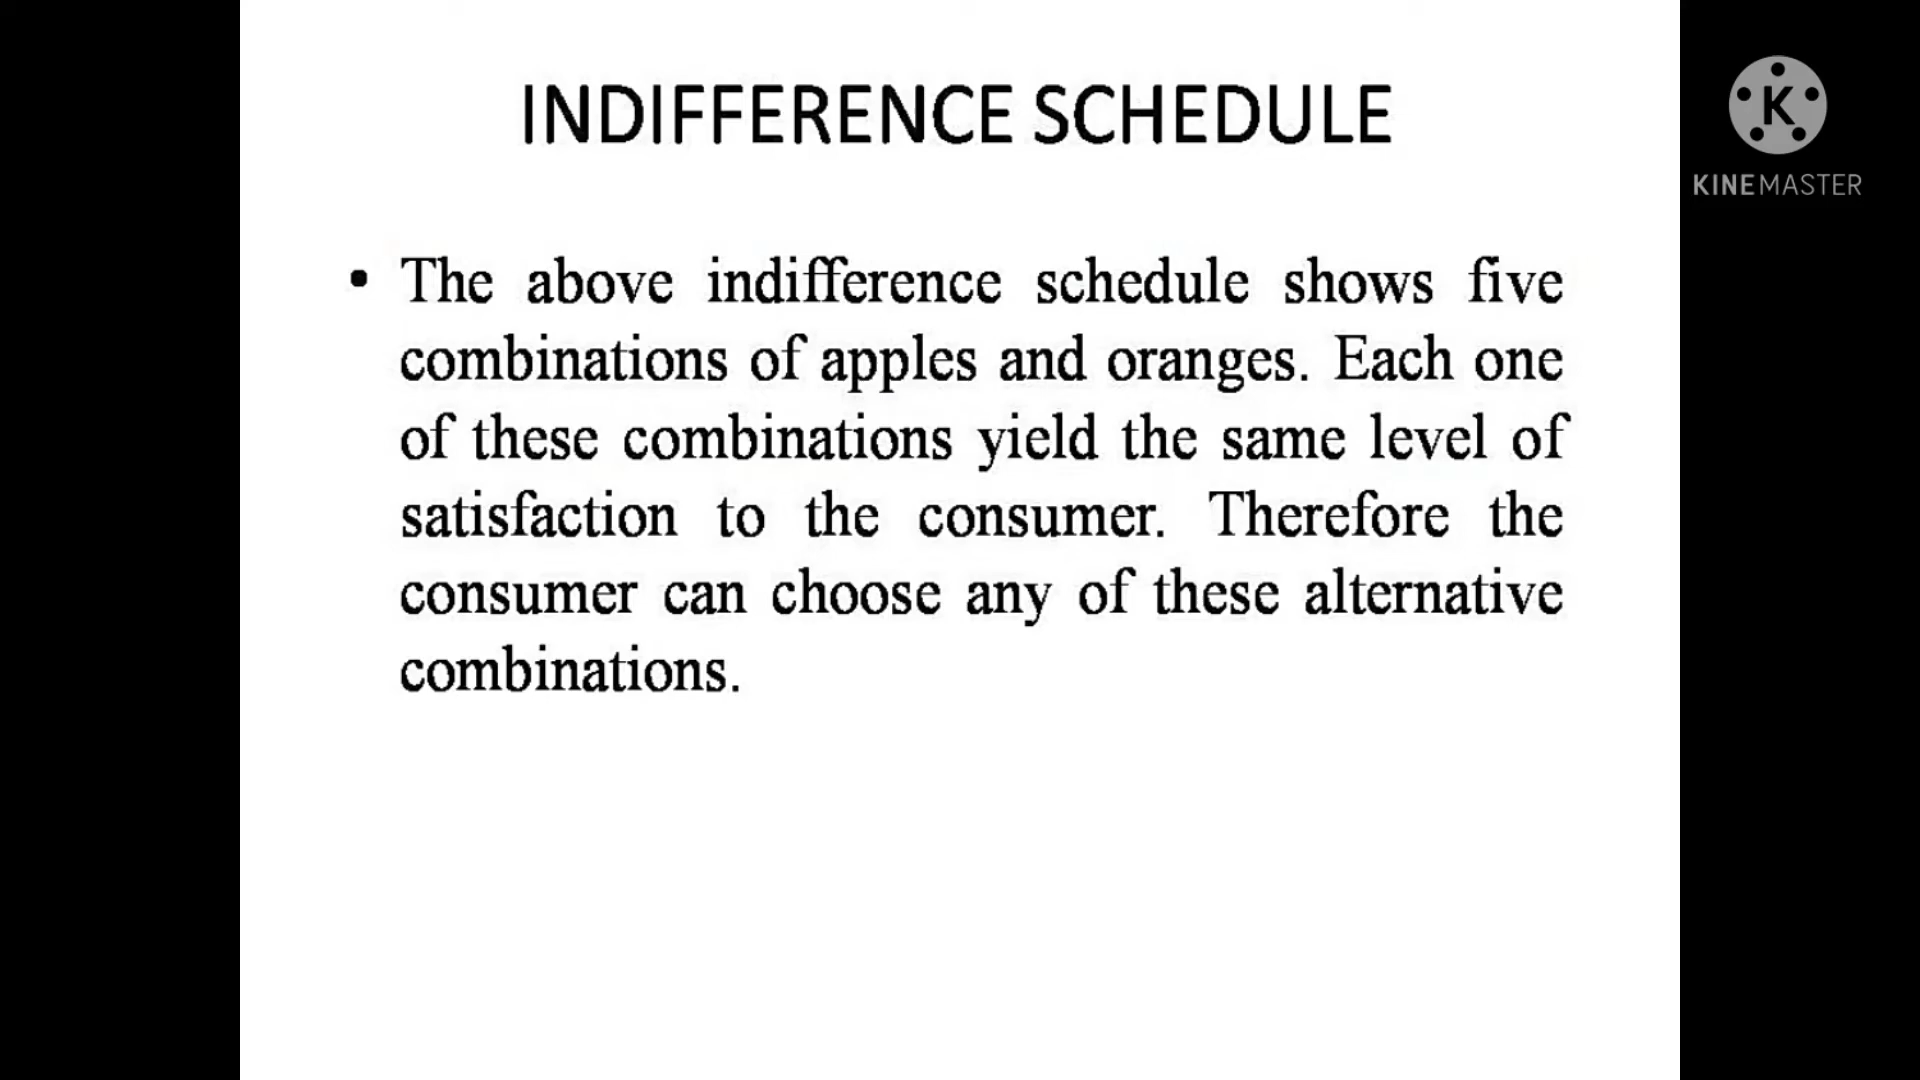 INDIFFERENCE SCHEDULE
K
KINEMASTER
• The above indifference schedule shows five
combinations of apples and oranges. Each one
of these combinations yield the same level of
satisfaction to the consumer. Therefore the
consumer can choose any of these alternative
combinations.